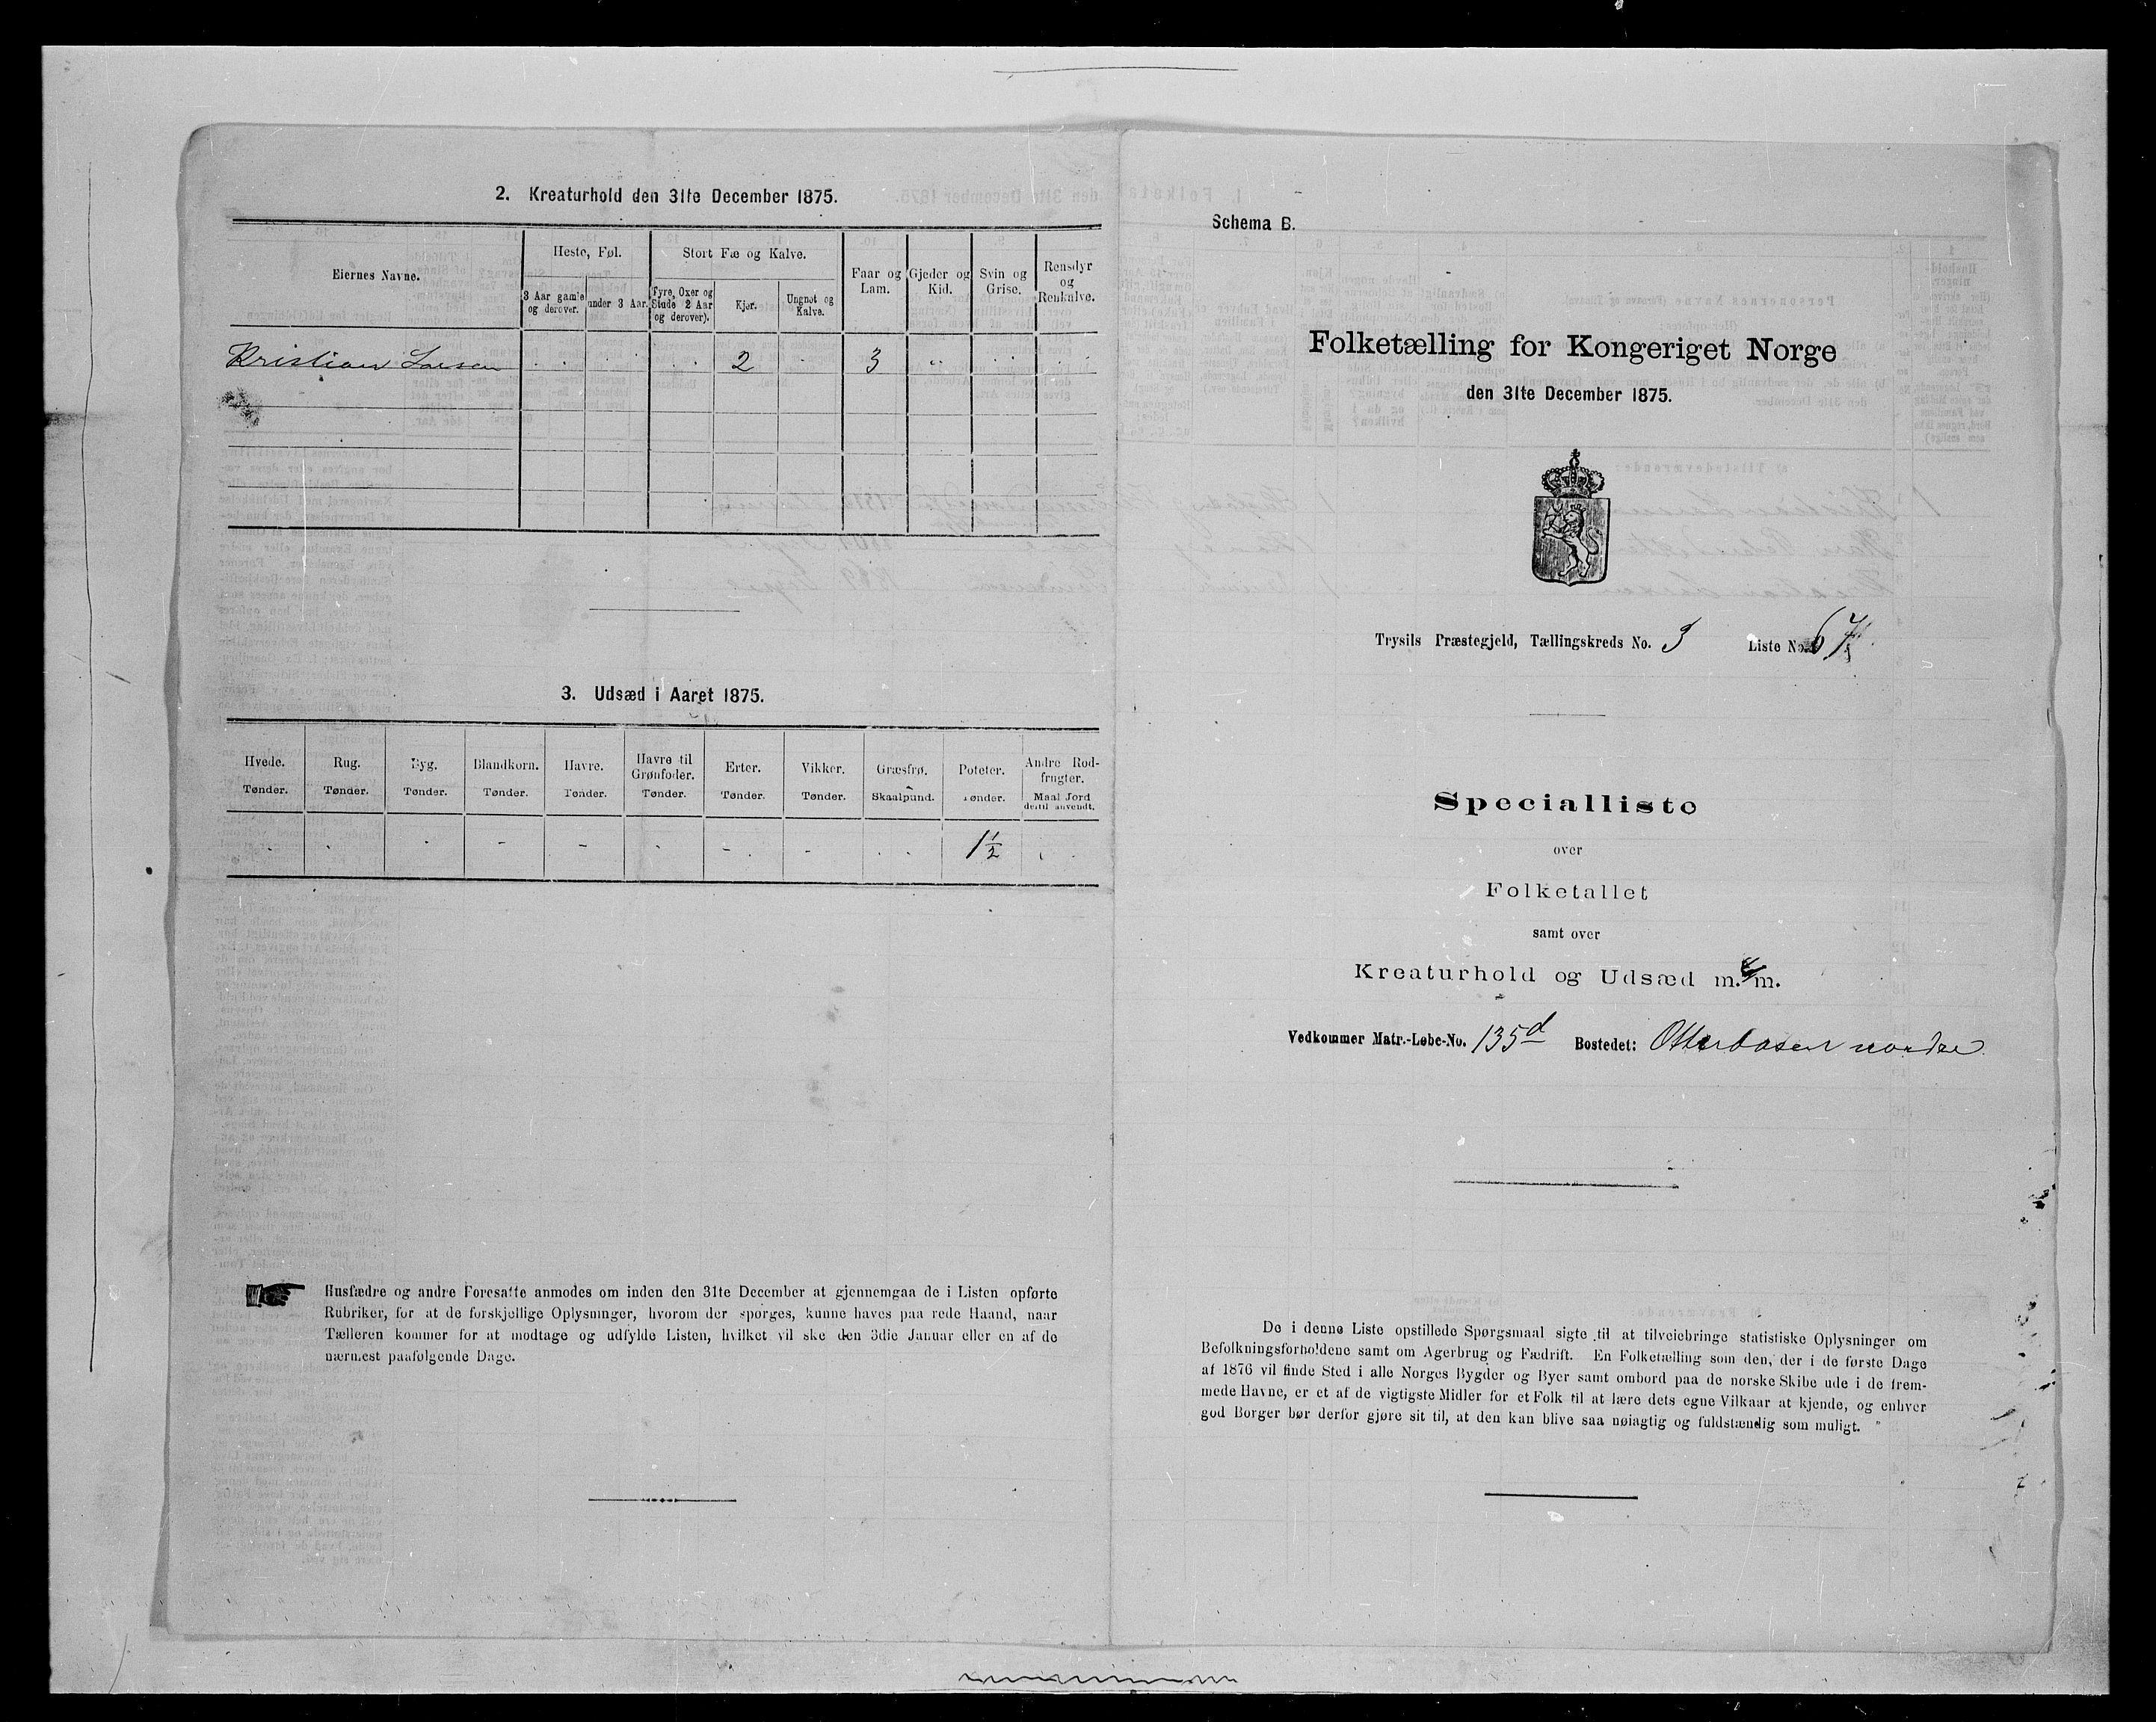 2. Kreaturhold den 31te December 1875.
Eiernes Navne.
Heste, Føl.
3 Aar gamle og derover.
under 3 Aar.
Stort Fæ og Kalve.
Tyre, Oxer og Stude 2 Aar og derover).
Kjør.
Ungnøt og Kalve.
Faar og Lam.
Gjeder og Kid.
Svin og Grise.
Rensdyr og Renkalve.
Kristian Larsen 2 3
3. Udsæd i Aaret 1875.
Hvede. Tønder.
Rug. Tønder.
Byg. Tønder.
Blandkorn. Tønder.
Havre. Tønder.
Havre til Grønfoder. Tønder.
Erter. Tønder.
Vikker. Tønder.
Græsfrø. Skaalpund.
Poteter. Tønder.
Andre Rodfrugter. Maal Jord dertil anvendt.
- - - - 1½
Husfædre og andre Foresatte anmodes om inden den 31te December at gjennemgaa de i Listen opførte
Rubriker, for at de forskjellige Oplysninger, hvorom der spørges, kunne haves paa rede Haand, naar
Tælleren kommer for at modtage og udfylde Listen, hvilket vil ske den 3die Januar eller en af de
nærmest paafølgende Dage.
Schema B.
Folketælling for Kongeriget Norge
den 31te December 1875.
Trysils Præstegjeld, Tællingskreds No. 3 Liste No. 67
Specialliste
over
Folketallet
samt over
Kreaturhold og Udsæd m. m.
Vedkommer Matr.-Løbe-No. 135d Bostedet: Otterbasen nordre
De i denne Liste opstillede Spørgsmaal sigte til at tilveiebringe statistiske Oplysninger om
Befolkningsforholdene samt om Agerbrug og Fædrift. En Folketælling som den, der i de første Dage
af 1876 vil finde Sted i alle Norges Bygder og Byer samt ombord paa de norske Skibe ude i de frem-
mede Havne, er et af de vigtigste Midler for et Folk til at lære dets egne Vilkaar at kjende, og enhver
god Borger bør derfor gjøre sit til, at den kan blive saa nøiagtig og fuldstændig som muligt.